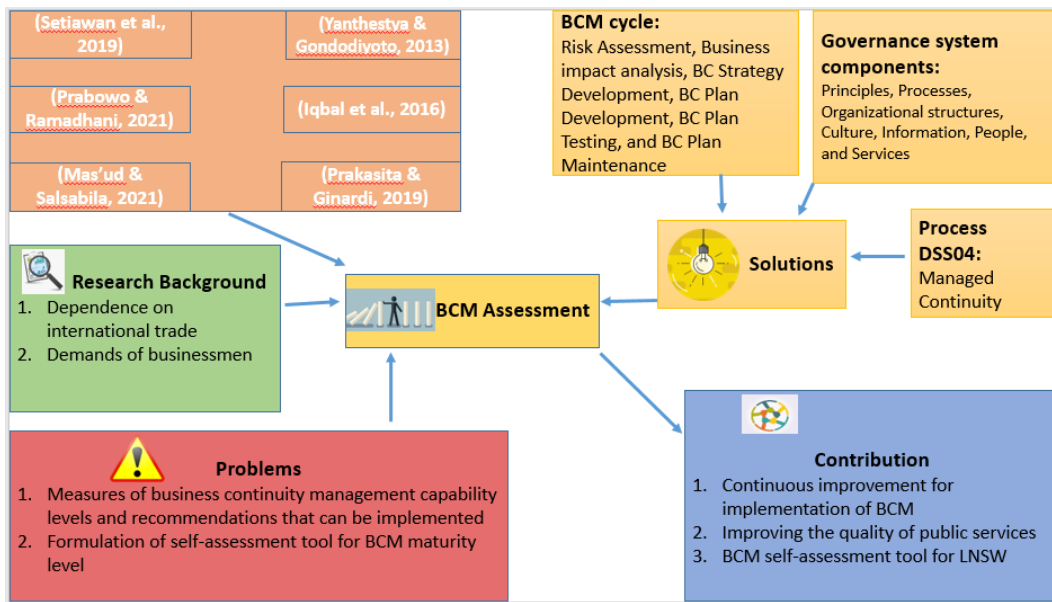 (Setiawan et al.,
2019)
(Yanthestya &
Gondodiyoto, 2013)
(Prabowo &
Ramadhani, 2021)
(Iqbal et al., 2016)
(Mas'ud &
Salsabila, 2021)
(Prakasita &
Ginardi, 2019)
BCM cycle:
Risk Assessment, Business
impact analysis, BC Strategy
Development, BC Plan
Development, BC Plan
Testing, and BC Plan
Maintenance
Governance system
components:
Principles, Processes,
Organizational structures,
Culture, Information, People,
and Services
Solutions
Process
DSS04:
Managed
Continuity
Research Background
1. Dependence on
international trade
2. Demands of businessmen
BCM Assessment
Problems
1. Measures of business continuity management capability
levels and recommendations that can be implemented
2. Formulation of self-assessment tool for BCM maturity
level
Contribution
1. Continuous improvement for
implementation of BCM
2. Improving the quality of public services
3. BCM self-assessment tool for LNSW